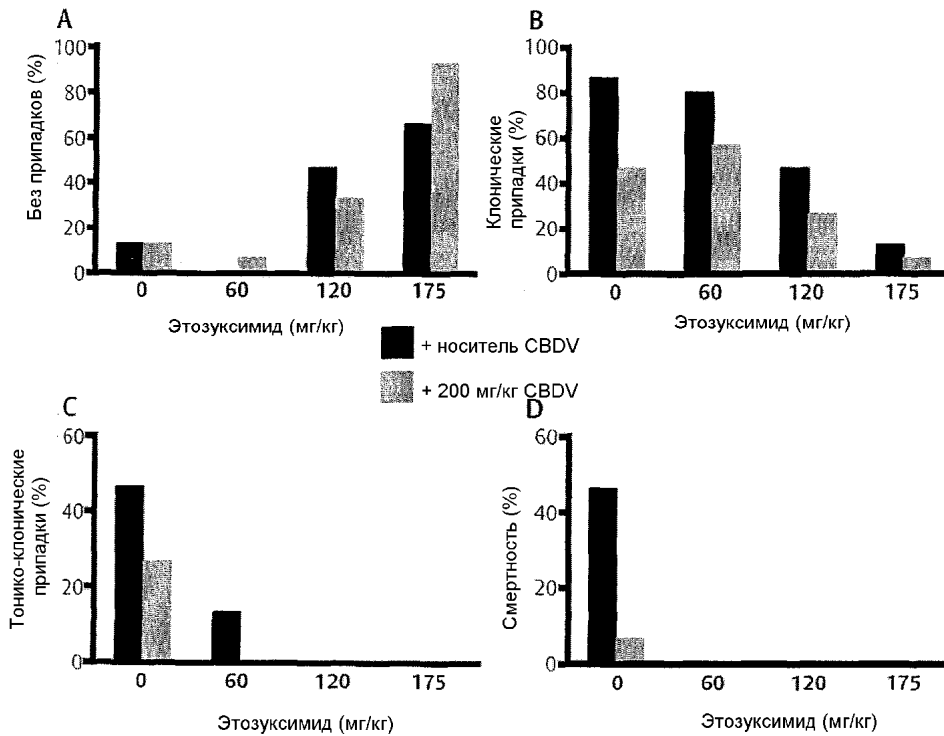 A
Без припадков (%)
100
80
60
40
20
0
0 60 120 175
Этозуксимид (мг/кг)
B
Клонические
припадки (%)
100
80
60
40
20
0
0 60 120 175
Этозуксимид (мг/кг)
+ носитель CBDV
+ 200 мг/кг CBDV
C
Тонико-клонические
припадки (%)
60
40
20
0
0 60 120 175
Этозуксимид (мг/кг)
D
Смертность (%)
60
40
20
0
0 60 120 175
Этозуксимид (мг/кг)